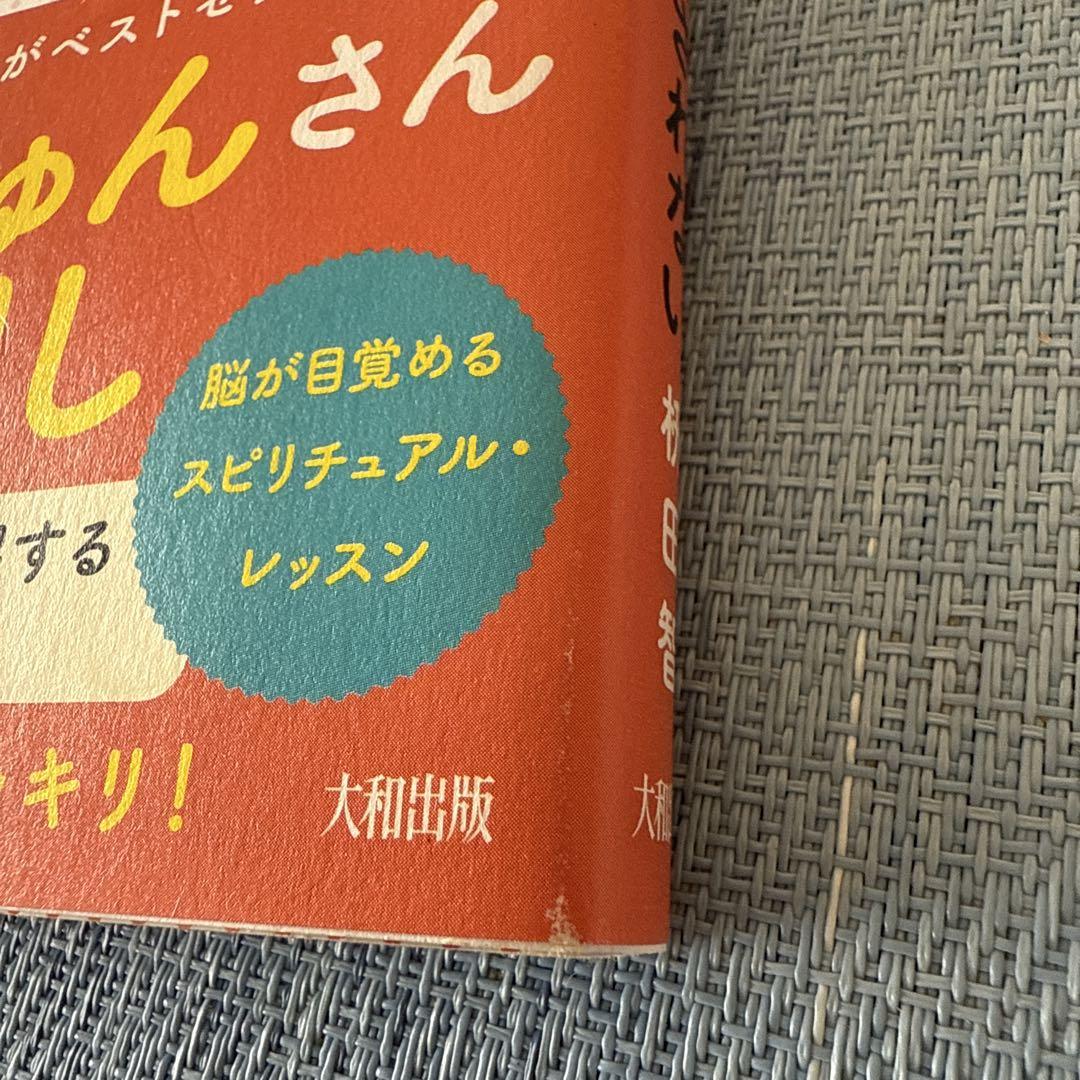 がベストセ
ゅんさん
し
脳が目覚める
スピリチュアル・
レッスン
する
キリ!
大和出版
田智
大和